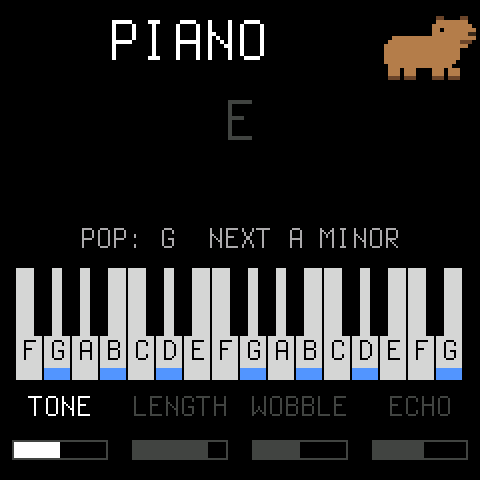 PIANO
E
POP: G  NEXT A MINOR
F G A B C D E F G A B C D E F G
TONE LENGTH WOBBLE ECHO